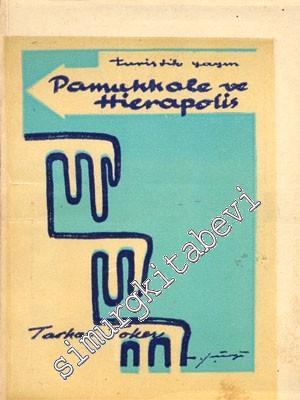 turistik yayın
Pamukkale ve
Hierapolis
simurgkitabevi